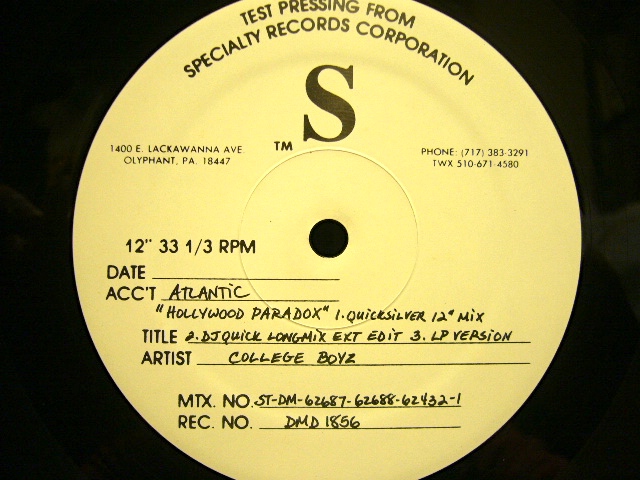 TEST PRESSING FROM
SPECIALTY RECORDS CORPORATION
S
TM
1400 E. LACKAWANNA AVE.
OLYPHANT, PA. 18447
PHONE: (717) 383-3291
TWX 510-671-4580
12" 33 1/3 RPM
DATE
ACC'T ATLANTIC
"HOLLYWOOD PARADOX" 1. QUICKSILVER 12" MIX
TITLE 2. DJ QUICK LONGMIX EXT EDIT 3. LP VERSION
ARTIST COLLEGE BOYZ
MTX. NO. ST-DM-62687-62688-62432-1
REC. NO. DMD 1856